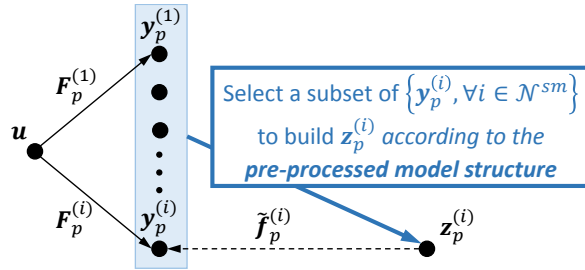 𝒚_p^(1)
𝑭_p^(1)
Select a subset of {𝒚_p^(i), ∀i ∈ 𝒩^sm}
to build 𝒛_p^(i) according to the
pre-processed model structure
𝒖
𝑭_p^(i)
𝒚_p^(i)
𝒇̃_p^(i)
𝒛_p^(i)